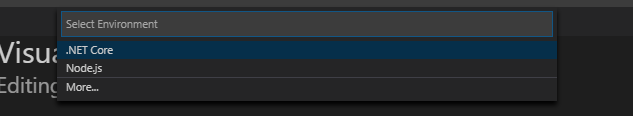 Select Environment
.NET Core
Visua
Node.js
Editing
More...